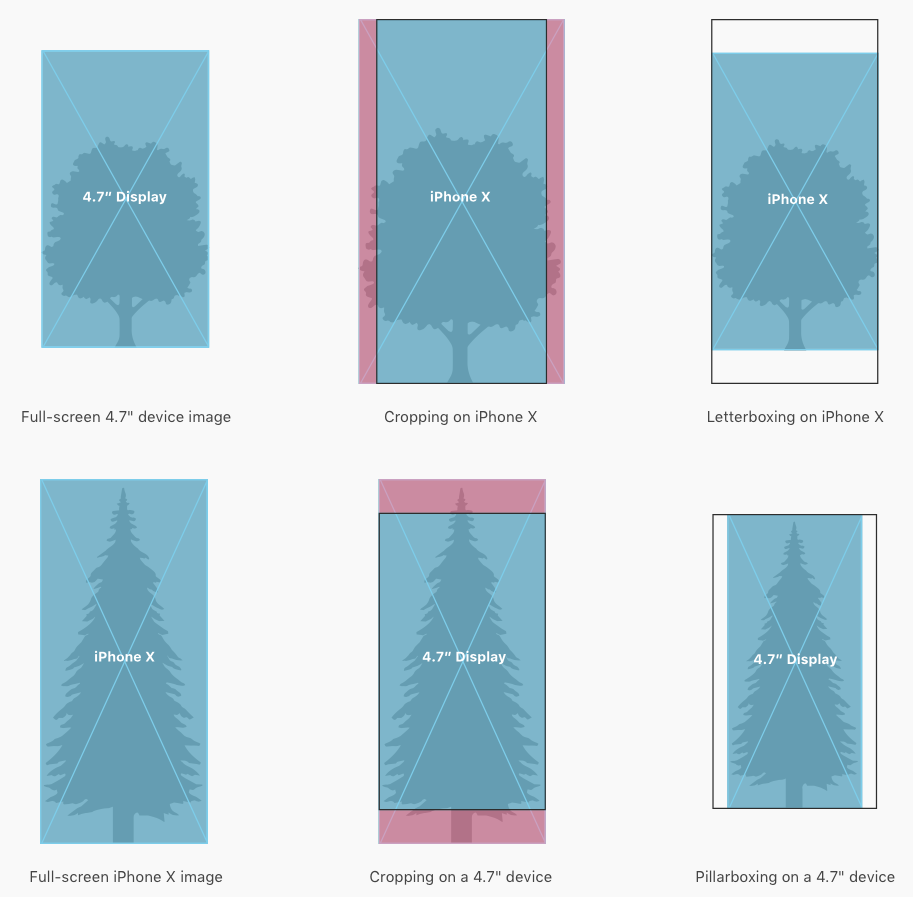 4.7″ Display
iPhone X
iPhone X
Full-screen 4.7" device image
Cropping on iPhone X
Letterboxing on iPhone X
iPhone X
4.7″ Display
4.7″ Display
Full-screen iPhone X image
Cropping on a 4.7" device
Pillarboxing on a 4.7" device